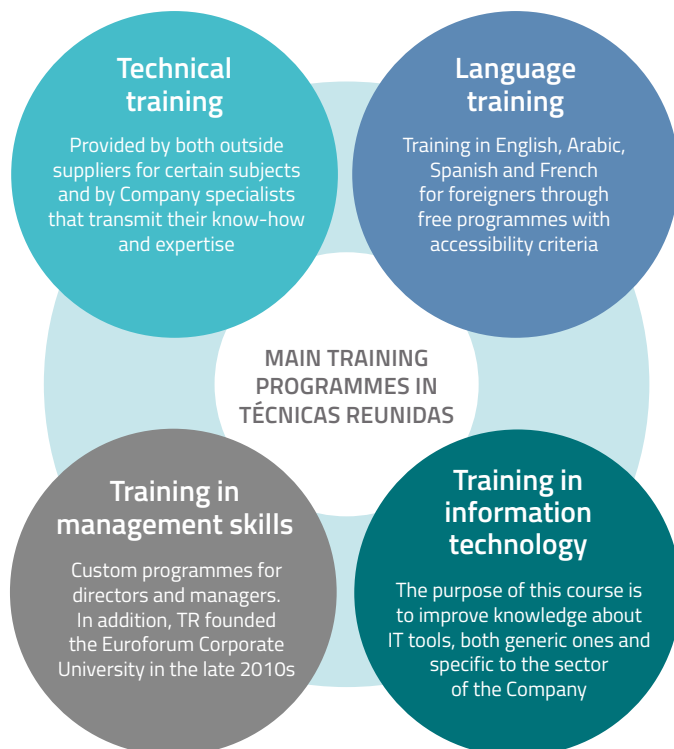 Technical
training
Provided by both outside
suppliers for certain subjects
and by Company specialists
that transmit their know-how
and expertise
Language
training
Training in English, Arabic,
Spanish and French
for foreigners through
free programmes with
accessibility criteria
MAIN TRAINING
PROGRAMMES IN
TÉCNICAS REUNIDAS
Training in
management skills
Custom programmes for
directors and managers.
In addition, TR founded
the Euroforum Corporate
University in the late 2010s
Training in
information
technology
The purpose of this course is
to improve knowledge about
IT tools, both generic ones and
specific to the sector
of the Company